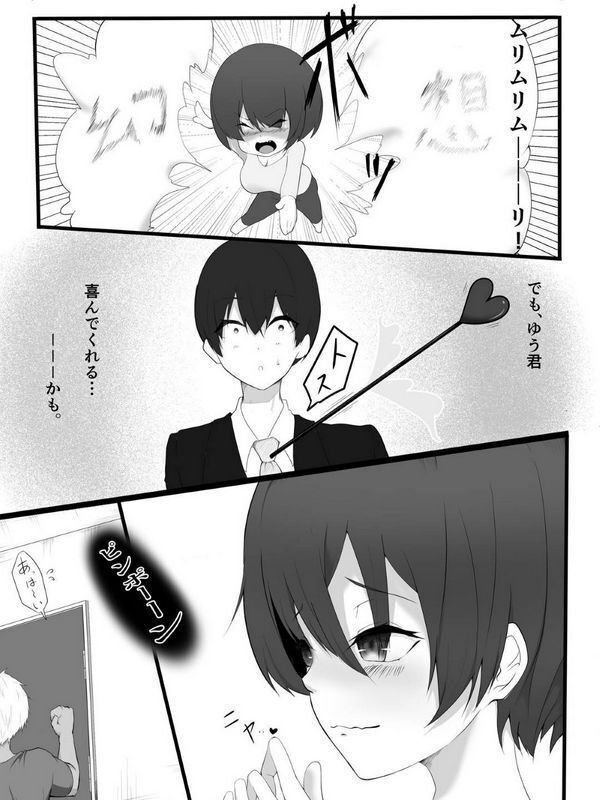 ムリムリムーーーリ！
ボッ
幻
想
でも、ゆう君
喜んでくれる…
ーーーかも。
トス
ピンポーーン
あ、は〜い
ニヤ…♥